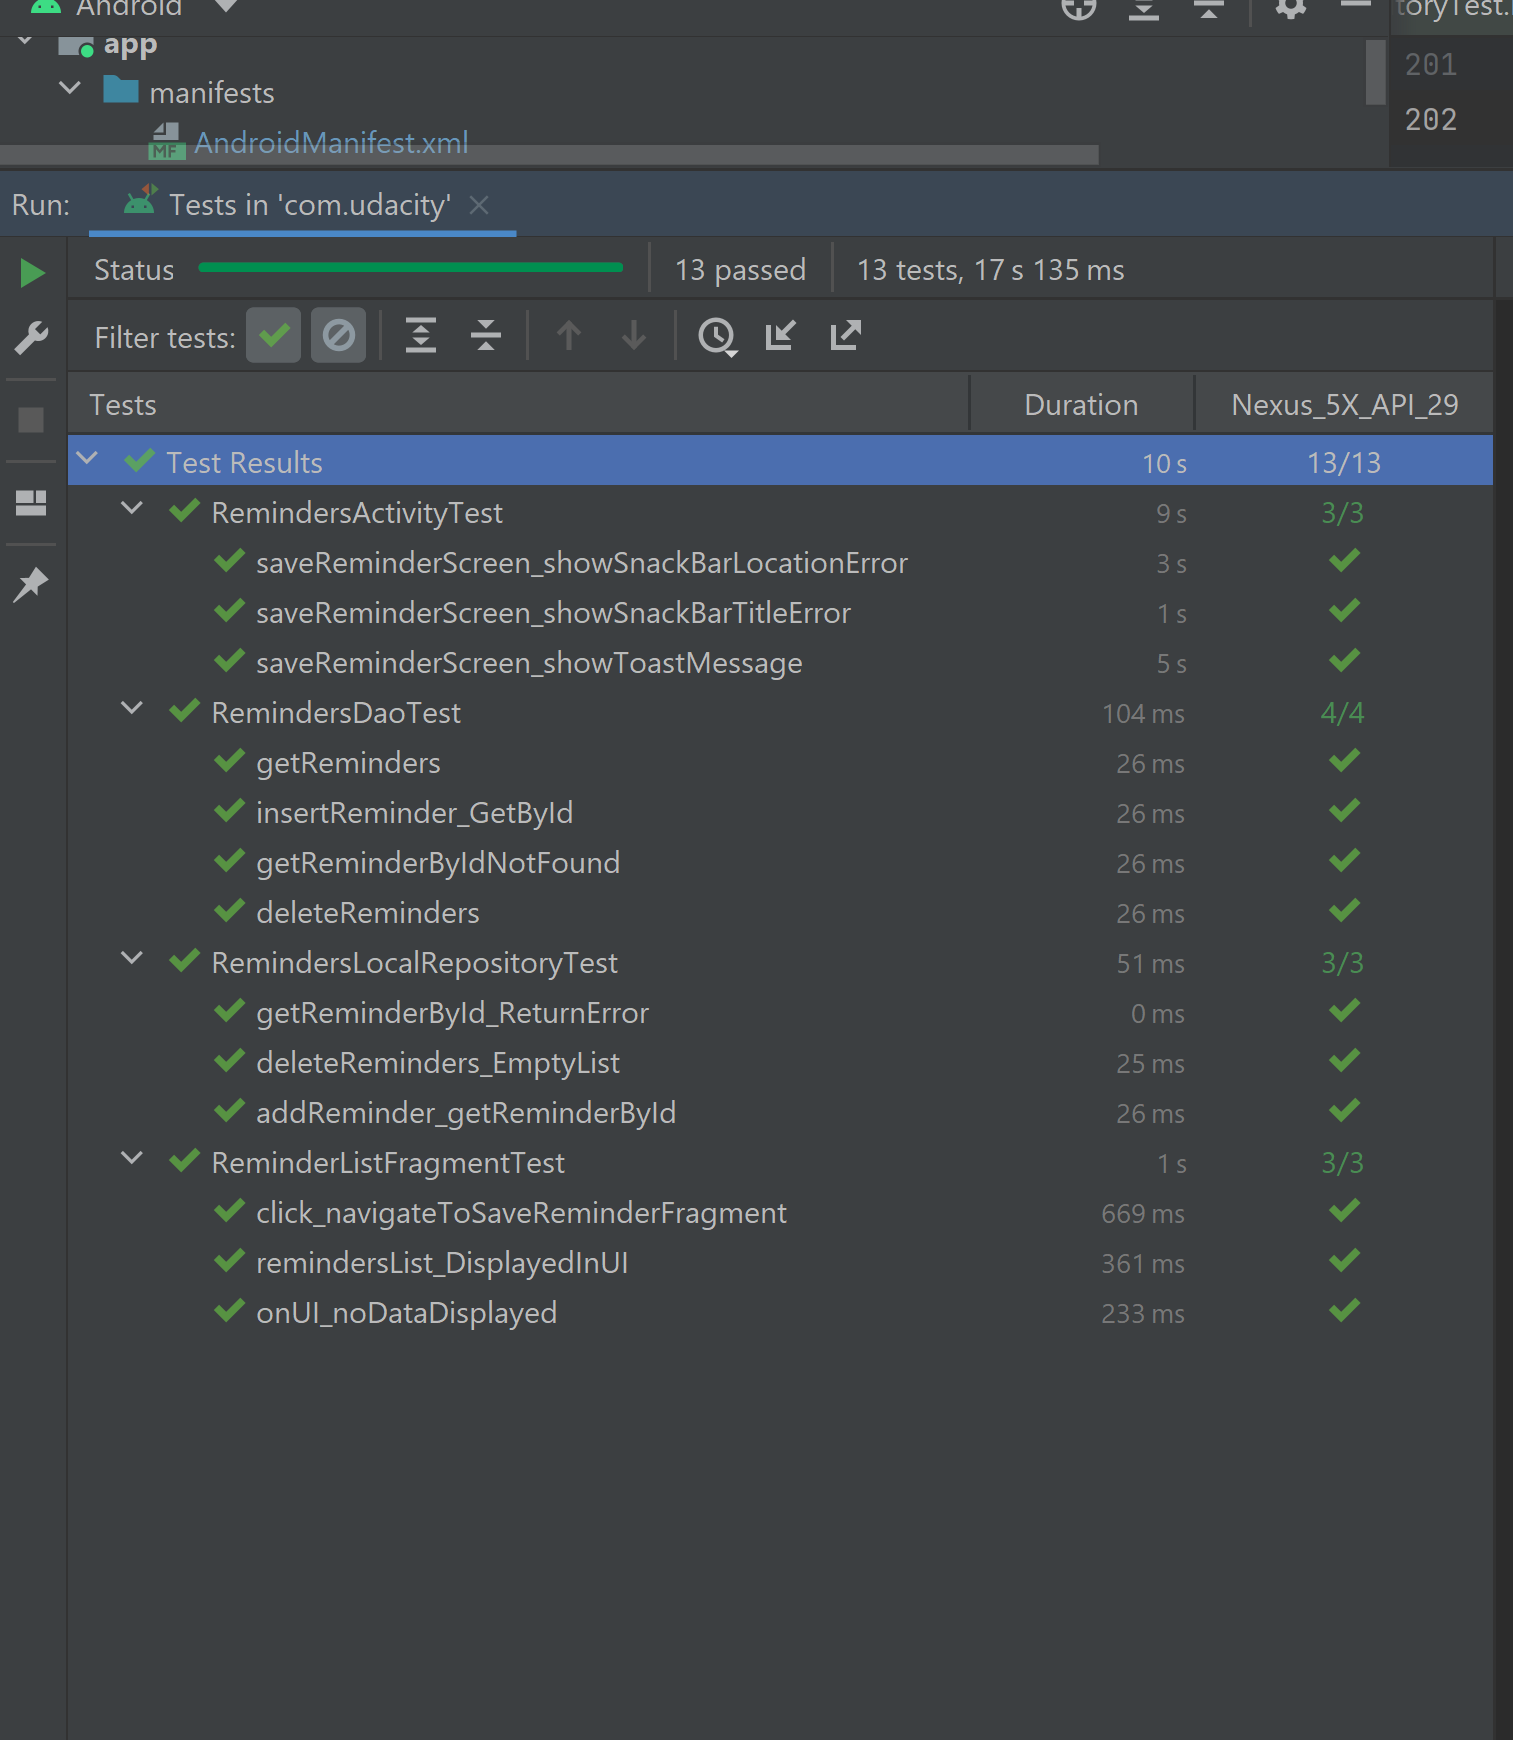 Android
toryTest.
app
201
manifests
202
MF AndroidManifest.xml
Run: Tests in 'com.udacity'
Status 13 passed 13 tests, 17 s 135 ms
Filter tests:
Tests Duration Nexus_5X_API_29
Test Results 10 s 13/13
RemindersActivityTest 9 s 3/3
saveReminderScreen_showSnackBarLocationError 3 s
saveReminderScreen_showSnackBarTitleError 1 s
saveReminderScreen_showToastMessage 5 s
RemindersDaoTest 104 ms 4/4
getReminders 26 ms
insertReminder_GetById 26 ms
getReminderByIdNotFound 26 ms
deleteReminders 26 ms
RemindersLocalRepositoryTest 51 ms 3/3
getReminderById_ReturnError 0 ms
deleteReminders_EmptyList 25 ms
addReminder_getReminderById 26 ms
ReminderListFragmentTest 1 s 3/3
click_navigateToSaveReminderFragment 669 ms
remindersList_DisplayedInUI 361 ms
onUI_noDataDisplayed 233 ms